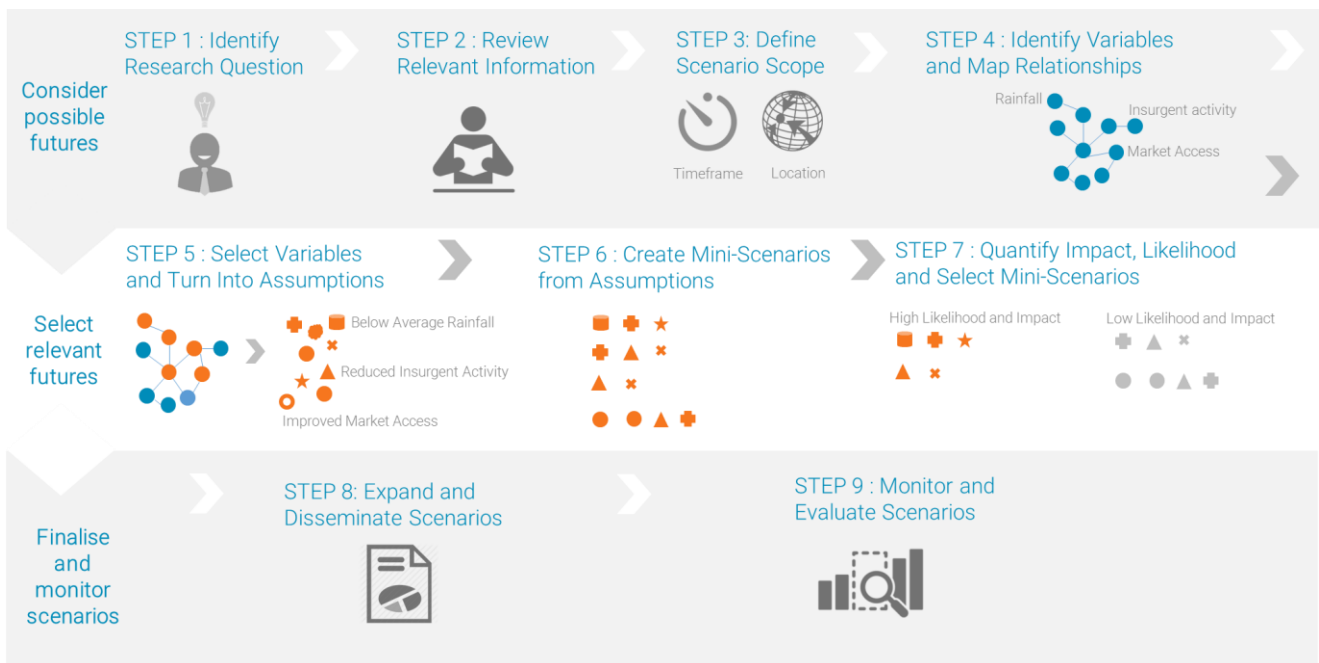 Consider
possible
futures
STEP 1 : Identify
Research Question
STEP 2 : Review
Relevant Information
STEP 3: Define
Scenario Scope
Timeframe
Location
STEP 4 : Identify Variables
and Map Relationships
Rainfall
Insurgent activity
Market Access
Select
relevant
futures
STEP 5 : Select Variables
and Turn Into Assumptions
Below Average Rainfall
Reduced Insurgent Activity
Improved Market Access
STEP 6 : Create Mini-Scenarios
from Assumptions
STEP 7 : Quantify Impact, Likelihood
and Select Mini-Scenarios
High Likelihood and Impact
Low Likelihood and Impact
Finalise
and
monitor
scenarios
STEP 8: Expand and
Disseminate Scenarios
STEP 9 : Monitor and
Evaluate Scenarios